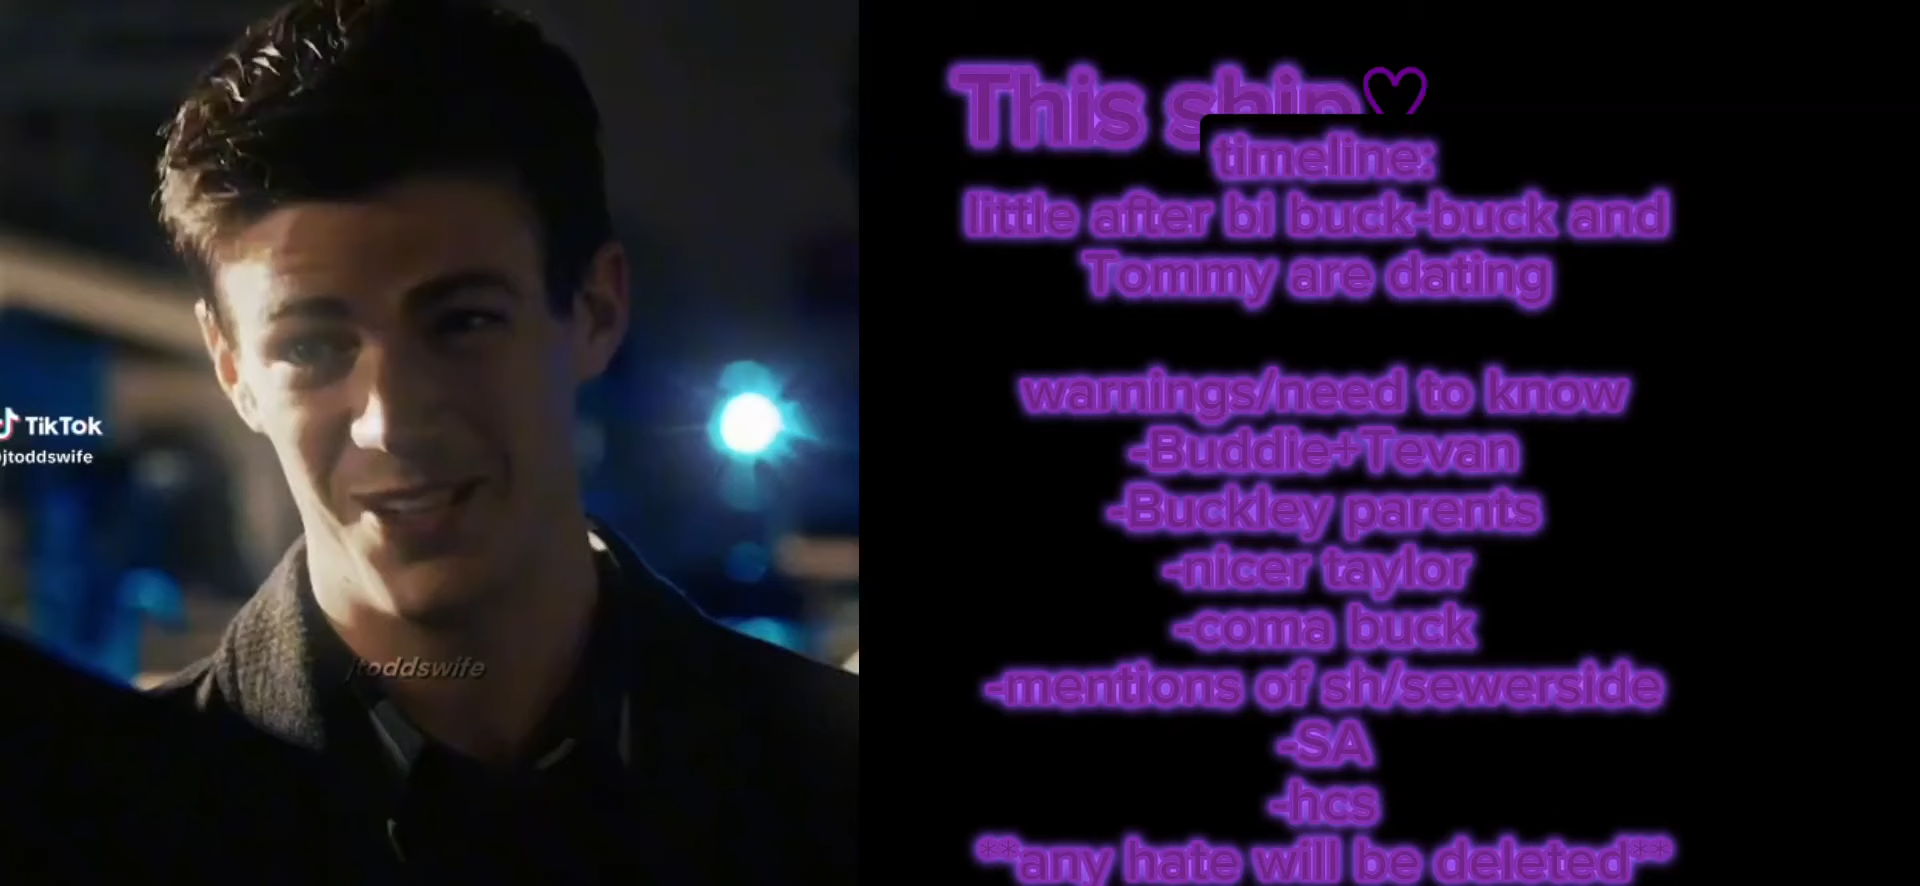 TikTok
jtoddswife
jtoddswife
This ship♡
timeline:
little after bi buck-buck and
Tommy are dating
warnings/need to know
-Buddie+Tevan
-Buckley parents
-nicer taylor
-coma buck
-mentions of sh/sewerside
-SA
-hcs
**any hate will be deleted**